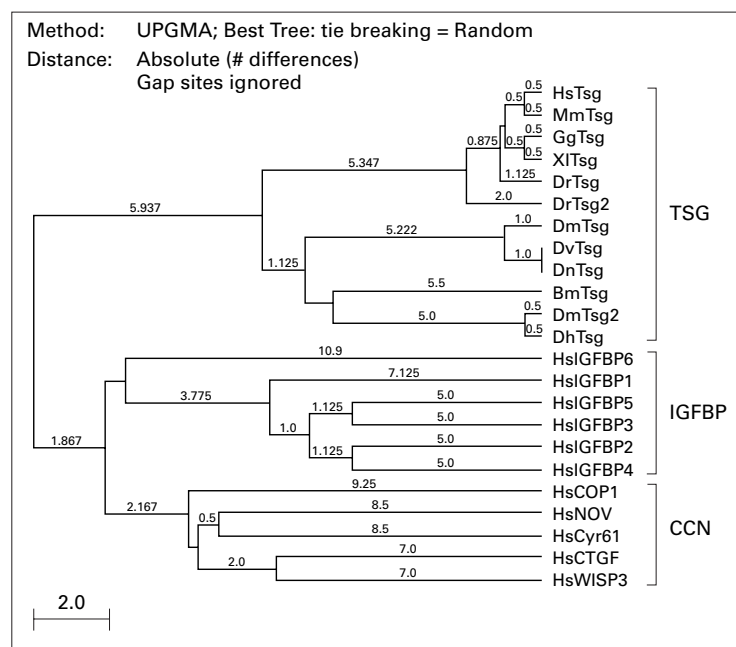 Method: UPGMA; Best Tree: tie breaking = Random
Distance: Absolute (# differences)
Gap sites ignored
0.5
HsTsg
0.5
0.5
MmTsg
0.5
GgTsg
0.875
0.5
0.5
XlTsg
5.347
1.125
DrTsg
2.0
DrTsg2
TSG
5.937
1.0
DmTsg
5.222
DvTsg
1.0
1.125
DnTsg
5.5
BmTsg
0.5
DmTsg2
5.0
0.5
DhTsg
10.9
HsIGFBP6
7.125
HsIGFBP1
3.775
5.0
HsIGFBP5
1.125
IGFBP
5.0
HsIGFBP3
1.0
5.0
HsIGFBP2
1.867
1.125
5.0
HsIGFBP4
9.25
HsCOP1
2.167
8.5
HsNOV
0.5
CCN
8.5
HsCyr61
7.0
HsCTGF
2.0
7.0
HsWISP3
2.0